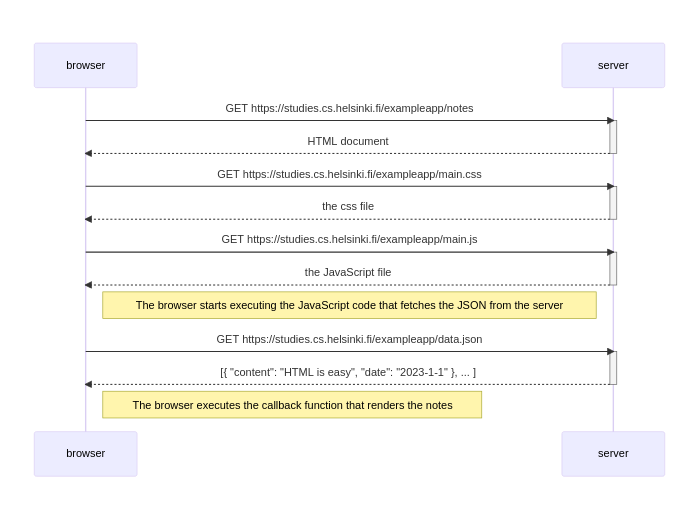 browser
server
GET https://studies.cs.helsinki.fi/exampleapp/notes
HTML document
GET https://studies.cs.helsinki.fi/exampleapp/main.css
the css file
GET https://studies.cs.helsinki.fi/exampleapp/main.js
the JavaScript file
The browser starts executing the JavaScript code that fetches the JSON from the server
GET https://studies.cs.helsinki.fi/exampleapp/data.json
[{ "content": "HTML is easy", "date": "2023-1-1" }, ... ]
The browser executes the callback function that renders the notes
browser
server